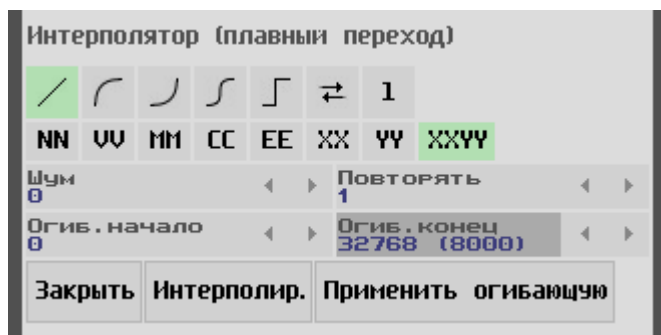 Интерполятор (плавный переход)
1
NN VV MM CC EE XX YY XXYY
Шум Повторять
0 1
Огиб.начало Огиб.конец
0 32768 (8000)
Закрыть Интерполир. Применить огибающую